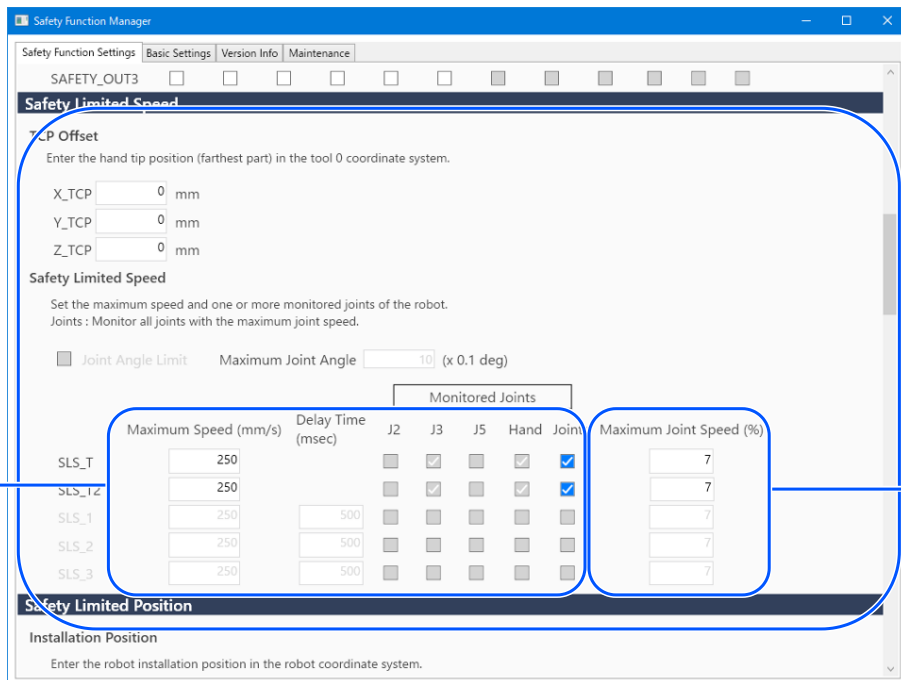 Safety Function Manager
Safety Function Settings Basic Settings Version Info Maintenance
SAFETY_OUT3
Safety Limited Speed
TCP Offset
Enter the hand tip position (farthest part) in the tool 0 coordinate system.
X_TCP 0 mm
Y_TCP 0 mm
Z_TCP 0 mm
Safety Limited Speed
Set the maximum speed and one or more monitored joints of the robot.
Joints : Monitor all joints with the maximum joint speed.
Joint Angle Limit Maximum Joint Angle 10 (x 0.1 deg)
Monitored Joints
Maximum Speed (mm/s) Delay Time (msec) J2 J3 J5 Hand Joint Maximum Joint Speed (%)
SLS_T 250 7
SLS_T2 250 7
SLS_1 250 500 7
SLS_2 250 500 7
SLS_3 250 500 7
Safety Limited Position
Installation Position
Enter the robot installation position in the robot coordinate system.